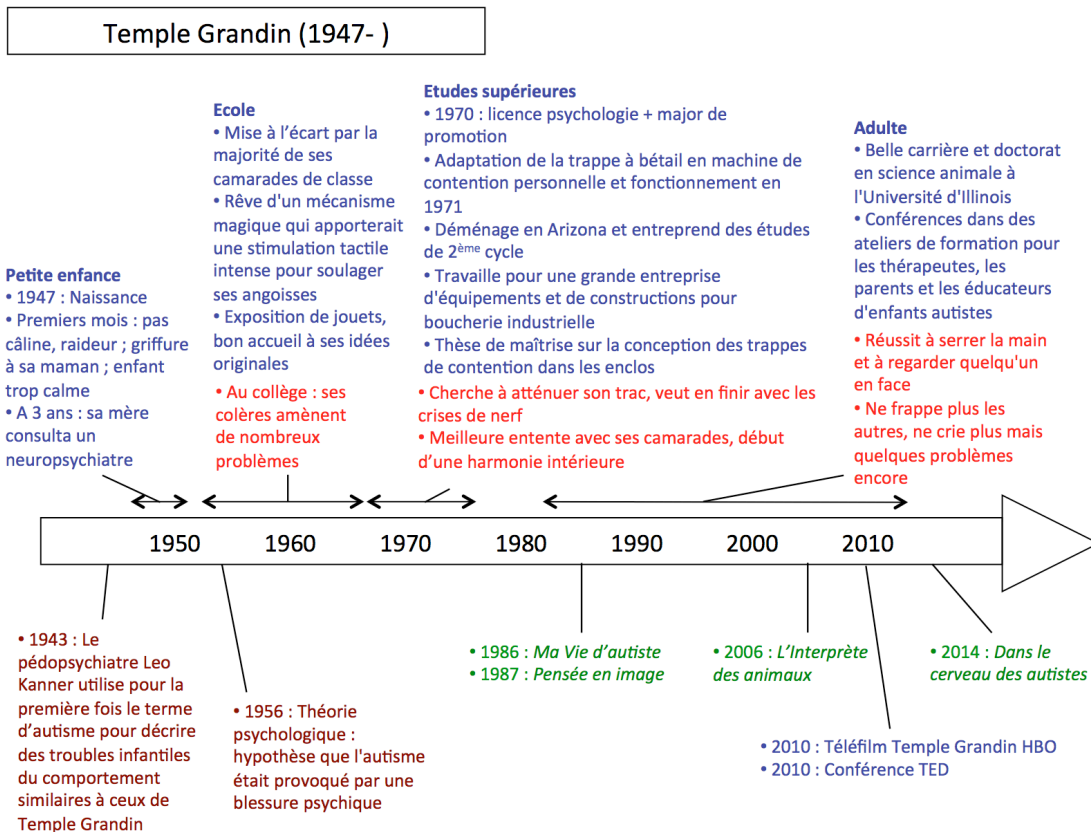 Temple Grandin (1947- )
Petite enfance
• 1947 : Naissance
• Premiers mois : pas
câline, raideur ; griffure
à sa maman ; enfant
trop calme
• A 3 ans : sa mère
consulta un
neuropsychiatre
Ecole
• Mise à l’écart par la
majorité de ses
camarades de classe
• Rêve d'un mécanisme
magique qui apporterait
une stimulation tactile
intense pour soulager
ses angoisses
• Exposition de jouets,
bon accueil à ses idées
originales
• Au collège : ses
colères amènent
de nombreux
problèmes
Etudes supérieures
• 1970 : licence psychologie + major de
promotion
• Adaptation de la trappe à bétail en machine de
contention personnelle et fonctionnement en
1971
• Déménage en Arizona et entreprend des études
de 2ème cycle
• Travaille pour une grande entreprise
d'équipements et de constructions pour
boucherie industrielle
• Thèse de maîtrise sur la conception des trappes
de contention dans les enclos
• Cherche à atténuer son trac, veut en finir avec les
crises de nerf
• Meilleure entente avec ses camarades, début
d’une harmonie intérieure
Adulte
• Belle carrière et doctorat
en science animale à
l'Université d'Illinois
• Conférences dans des
ateliers de formation pour
les thérapeutes, les
parents et les éducateurs
d'enfants autistes
• Réussit à serrer la main
et à regarder quelqu'un
en face
• Ne frappe plus les
autres, ne crie plus mais
quelques problèmes
encore
1950 1960 1970 1980 1990 2000 2010
• 1943 : Le
pédopsychiatre Leo
Kanner utilise pour la
première fois le terme
d’autisme pour décrire
des troubles infantiles
du comportement
similaires à ceux de
Temple Grandin
• 1956 : Théorie
psychologique :
hypothèse que l'autisme
était provoqué par une
blessure psychique
• 1986 : Ma Vie d’autiste
• 1987 : Pensée en image
• 2006 : L’Interprète
des animaux
• 2014 : Dans le
cerveau des autistes
• 2010 : Téléfilm Temple Grandin HBO
• 2010 : Conférence TED